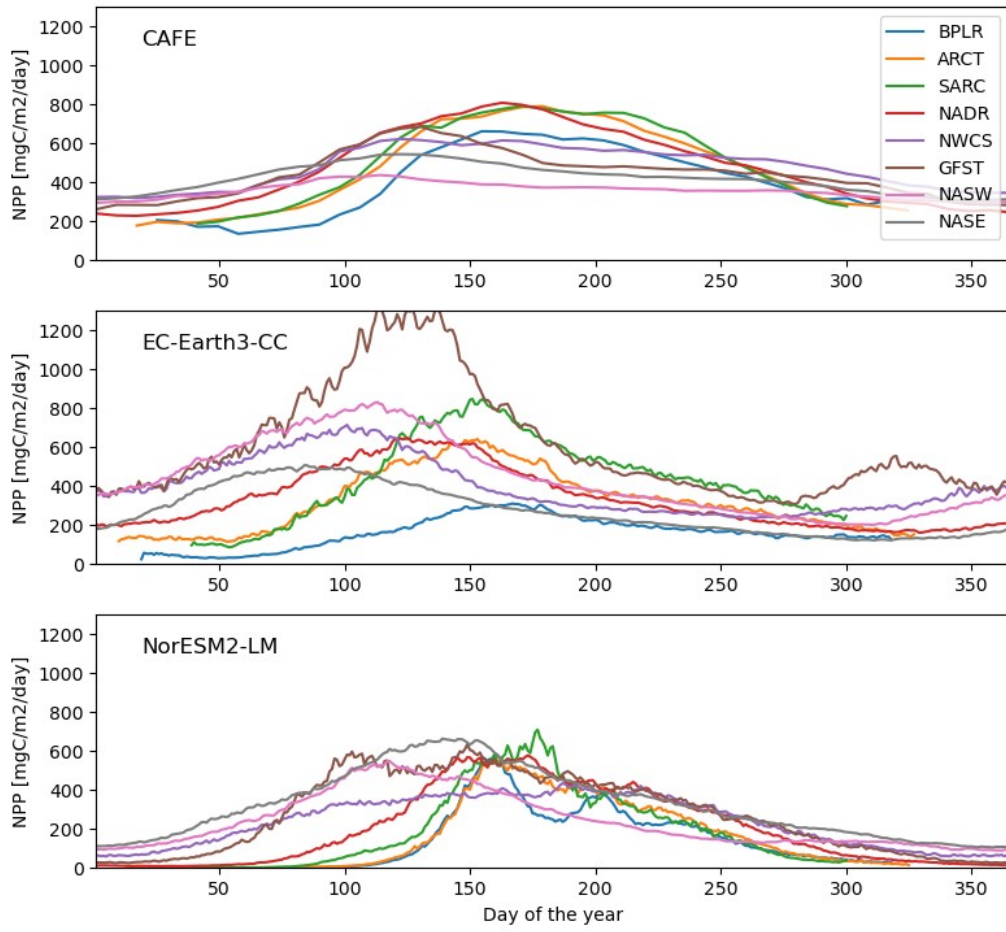 CAFE
NPP [mgC/m2/day]
1200
1000
800
600
400
200
0
50 100 150 200 250 300 350
BPLR
ARCT
SARC
NADR
NWCS
GFST
NASW
NASE
EC-Earth3-CC
NPP [mgC/m2/day]
1200
1000
800
600
400
200
0
50 100 150 200 250 300 350
NorESM2-LM
NPP [mgC/m2/day]
1200
1000
800
600
400
200
0
50 100 150 200 250 300 350
Day of the year